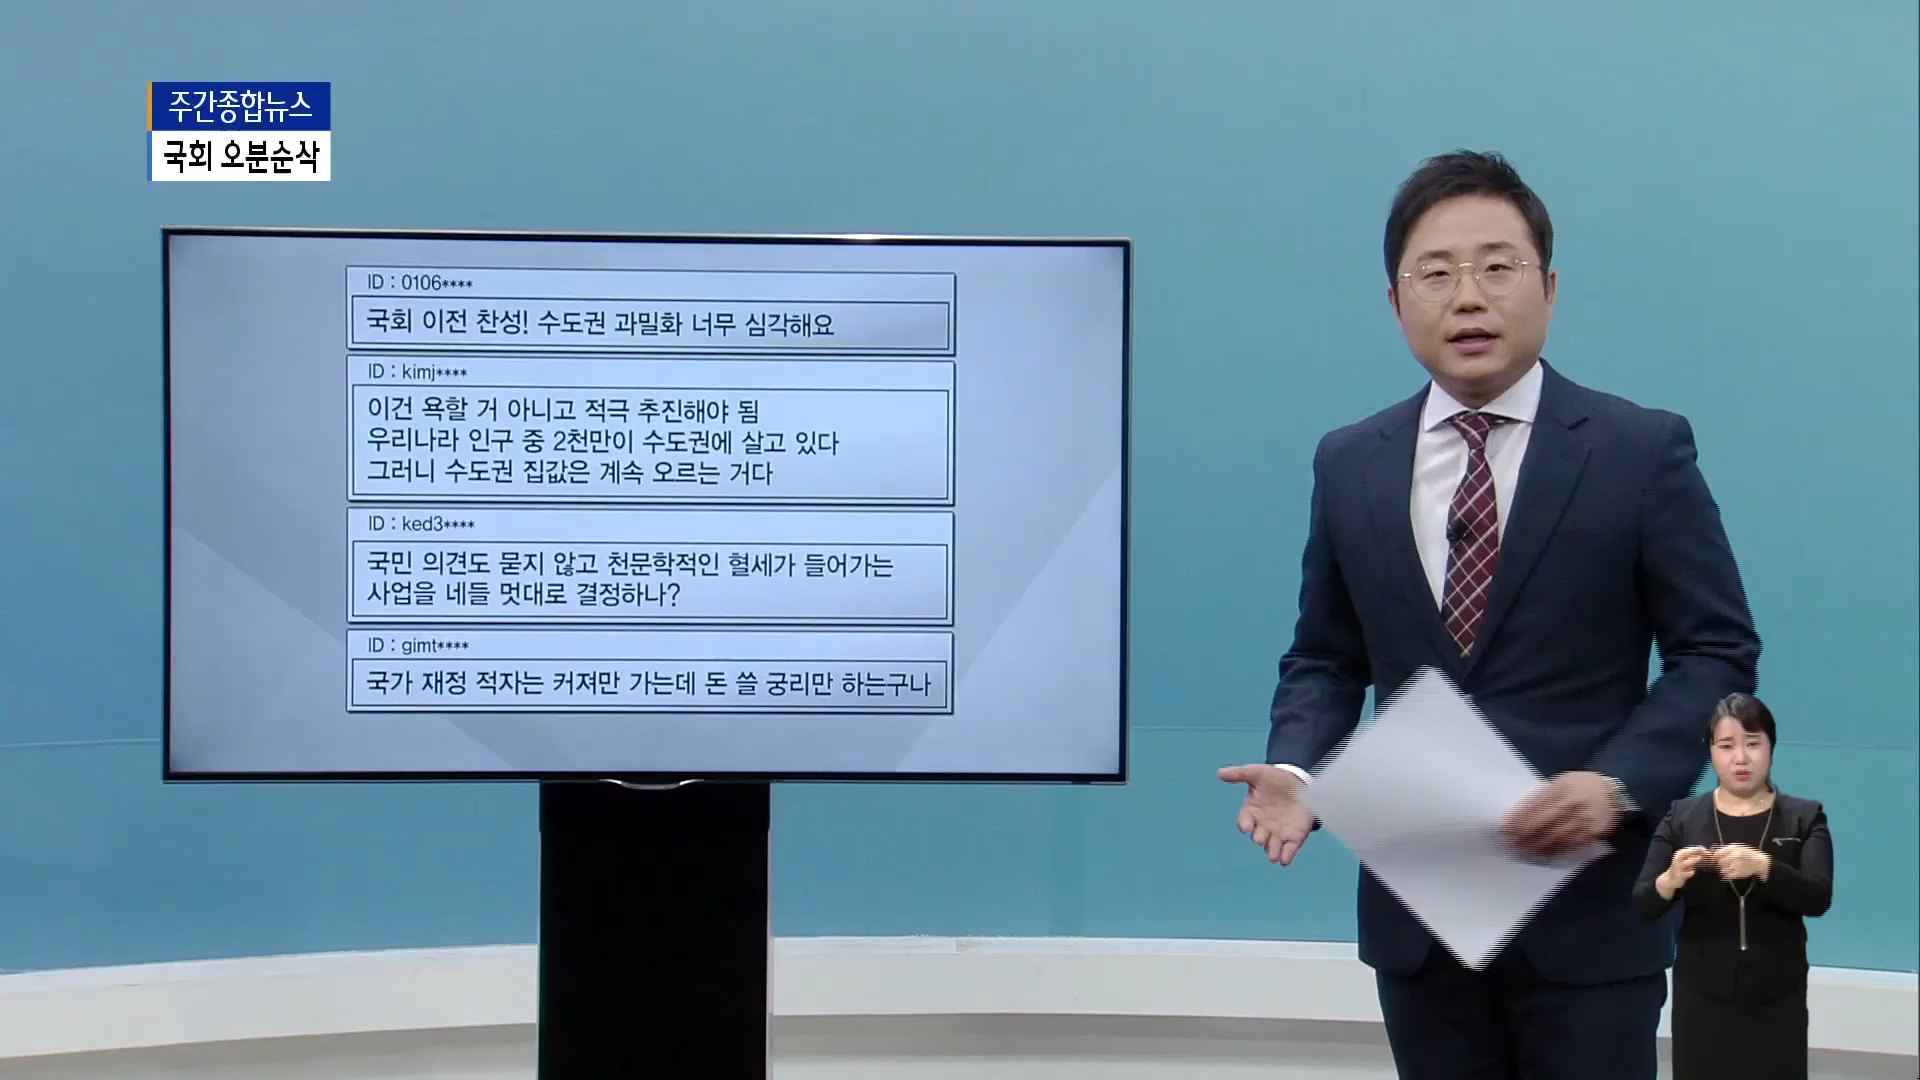 주간종합뉴스
국회 오분순삭
ID : 0106****
국회 이전 찬성! 수도권 과밀화 너무 심각해요
ID : kimj****
이건 욕할 거 아니고 적극 추진해야 됨
우리나라 인구 중 2천만이 수도권에 살고 있다
그러니 수도권 집값은 계속 오르는 거다
ID : ked3****
국민 의견도 묻지 않고 천문학적인 혈세가 들어가는
사업을 네들 멋대로 결정하나?
ID : gimt****
국가 재정 적자는 커져만 가는데 돈 쓸 궁리만 하는구나